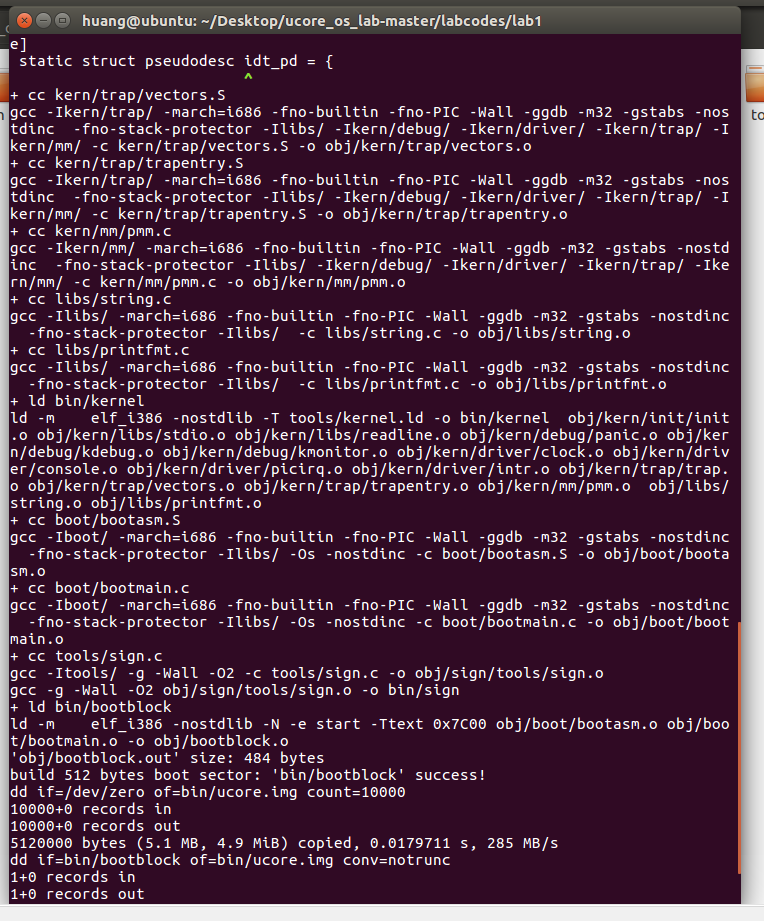 huang@ubuntu: ~/Desktop/ucore_os_lab-master/labcodes/lab1
e]
 static struct pseudodesc idt_pd = {
                          ^
+ cc kern/trap/vectors.S
gcc -Ikern/trap/ -march=i686 -fno-builtin -fno-PIC -Wall -ggdb -m32 -gstabs -nos
tdinc  -fno-stack-protector -Ilibs/ -Ikern/debug/ -Ikern/driver/ -Ikern/trap/ -I
kern/mm/ -c kern/trap/vectors.S -o obj/kern/trap/vectors.o
+ cc kern/trap/trapentry.S
gcc -Ikern/trap/ -march=i686 -fno-builtin -fno-PIC -Wall -ggdb -m32 -gstabs -nos
tdinc  -fno-stack-protector -Ilibs/ -Ikern/debug/ -Ikern/driver/ -Ikern/trap/ -I
kern/mm/ -c kern/trap/trapentry.S -o obj/kern/trap/trapentry.o
+ cc kern/mm/pmm.c
gcc -Ikern/mm/ -march=i686 -fno-builtin -fno-PIC -Wall -ggdb -m32 -gstabs -nostd
inc  -fno-stack-protector -Ilibs/ -Ikern/debug/ -Ikern/driver/ -Ikern/trap/ -Ike
rn/mm/ -c kern/mm/pmm.c -o obj/kern/mm/pmm.o
+ cc libs/string.c
gcc -Ilibs/ -march=i686 -fno-builtin -fno-PIC -Wall -ggdb -m32 -gstabs -nostdinc
  -fno-stack-protector -Ilibs/  -c libs/string.c -o obj/libs/string.o
+ cc libs/printfmt.c
gcc -Ilibs/ -march=i686 -fno-builtin -fno-PIC -Wall -ggdb -m32 -gstabs -nostdinc
  -fno-stack-protector -Ilibs/  -c libs/printfmt.c -o obj/libs/printfmt.o
+ ld bin/kernel
ld -m    elf_i386 -nostdlib -T tools/kernel.ld -o bin/kernel  obj/kern/init/init
.o obj/kern/libs/stdio.o obj/kern/libs/readline.o obj/kern/debug/panic.o obj/ker
n/debug/kdebug.o obj/kern/debug/kmonitor.o obj/kern/driver/clock.o obj/kern/driv
er/console.o obj/kern/driver/picirq.o obj/kern/driver/intr.o obj/kern/trap/trap.
o obj/kern/trap/vectors.o obj/kern/trap/trapentry.o obj/kern/mm/pmm.o  obj/libs/
string.o obj/libs/printfmt.o
+ cc boot/bootasm.S
gcc -Iboot/ -march=i686 -fno-builtin -fno-PIC -Wall -ggdb -m32 -gstabs -nostdinc
  -fno-stack-protector -Ilibs/ -Os -nostdinc -c boot/bootasm.S -o obj/boot/boota
sm.o
+ cc boot/bootmain.c
gcc -Iboot/ -march=i686 -fno-builtin -fno-PIC -Wall -ggdb -m32 -gstabs -nostdinc
  -fno-stack-protector -Ilibs/ -Os -nostdinc -c boot/bootmain.c -o obj/boot/boot
main.o
+ cc tools/sign.c
gcc -Itools/ -g -Wall -O2 -c tools/sign.c -o obj/sign/tools/sign.o
gcc -g -Wall -O2 obj/sign/tools/sign.o -o bin/sign
+ ld bin/bootblock
ld -m    elf_i386 -nostdlib -N -e start -Ttext 0x7C00 obj/boot/bootasm.o obj/boo
t/bootmain.o -o obj/bootblock.o
'obj/bootblock.out' size: 484 bytes
build 512 bytes boot sector: 'bin/bootblock' success!
dd if=/dev/zero of=bin/ucore.img count=10000
10000+0 records in
10000+0 records out
5120000 bytes (5.1 MB, 4.9 MiB) copied, 0.0179711 s, 285 MB/s
dd if=bin/bootblock of=bin/ucore.img conv=notrunc
1+0 records in
1+0 records out
to